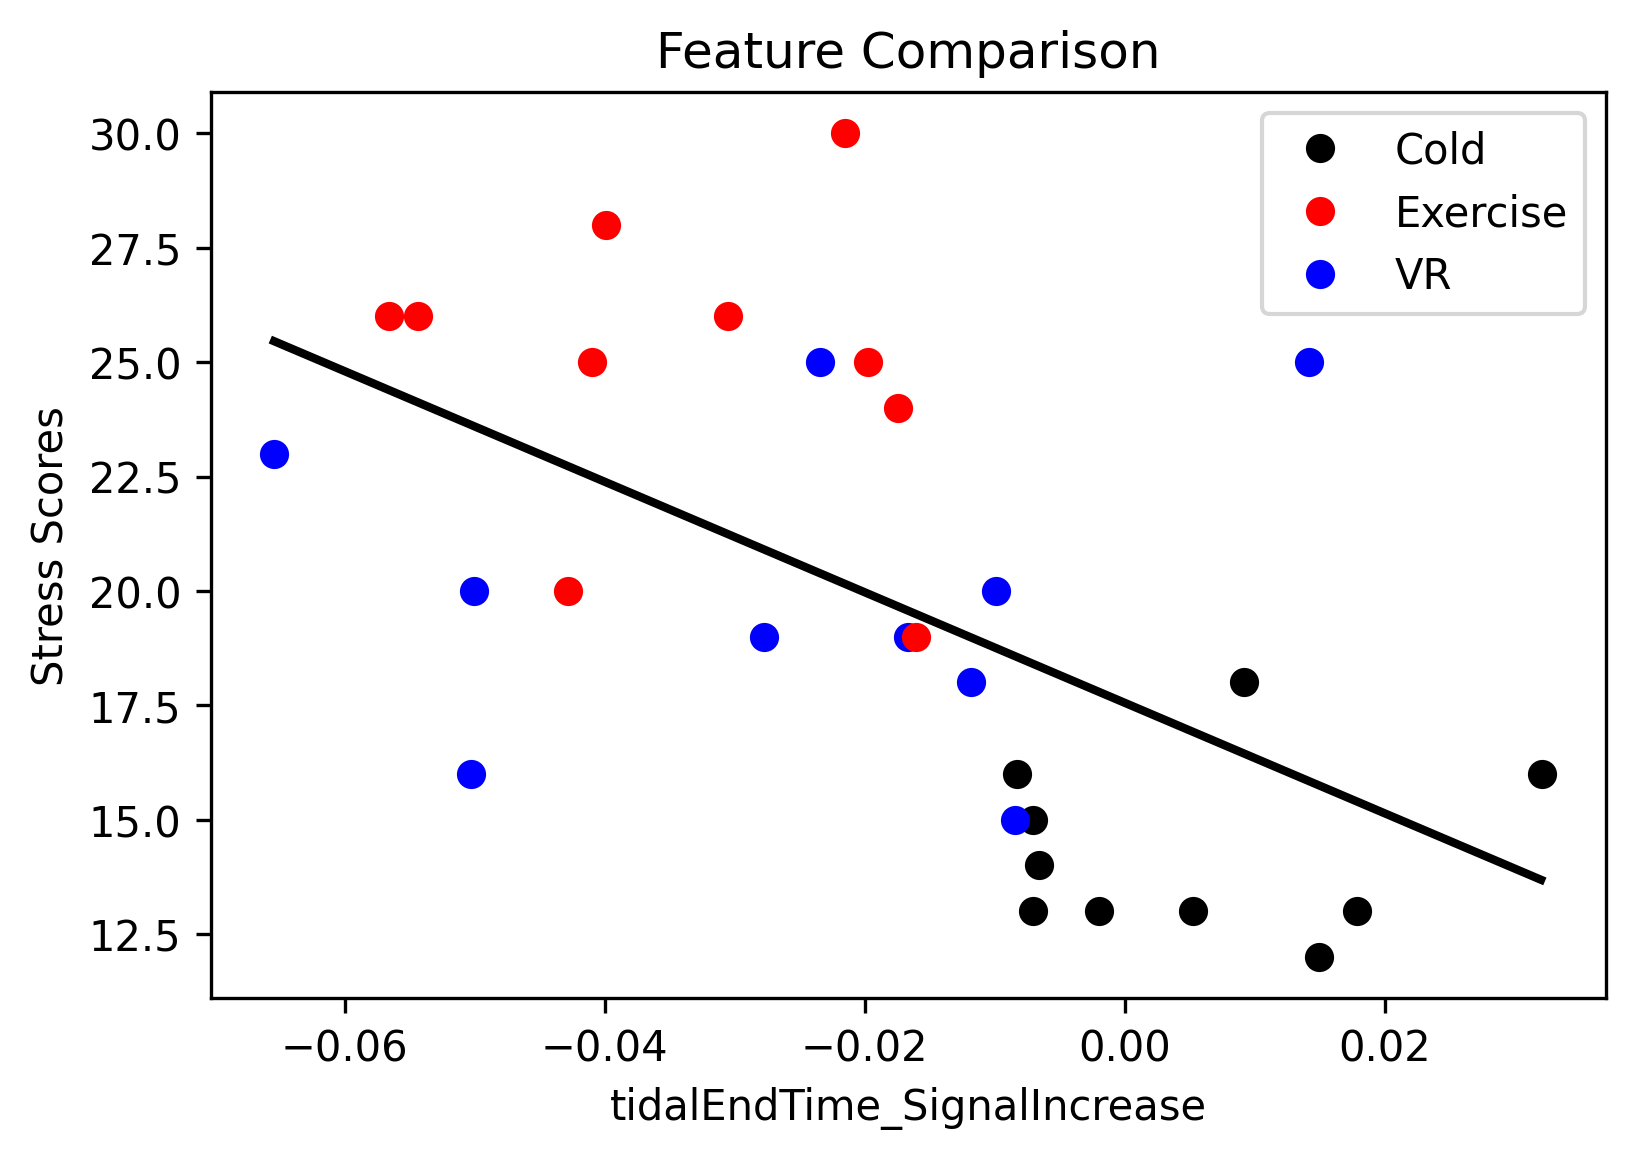 Feature Comparison
30.0
27.5
25.0
22.5
20.0
17.5
15.0
12.5
Stress Scores
Cold
Exercise
VR
−0.06 −0.04 −0.02 0.00 0.02
tidalEndTime_SignalIncrease